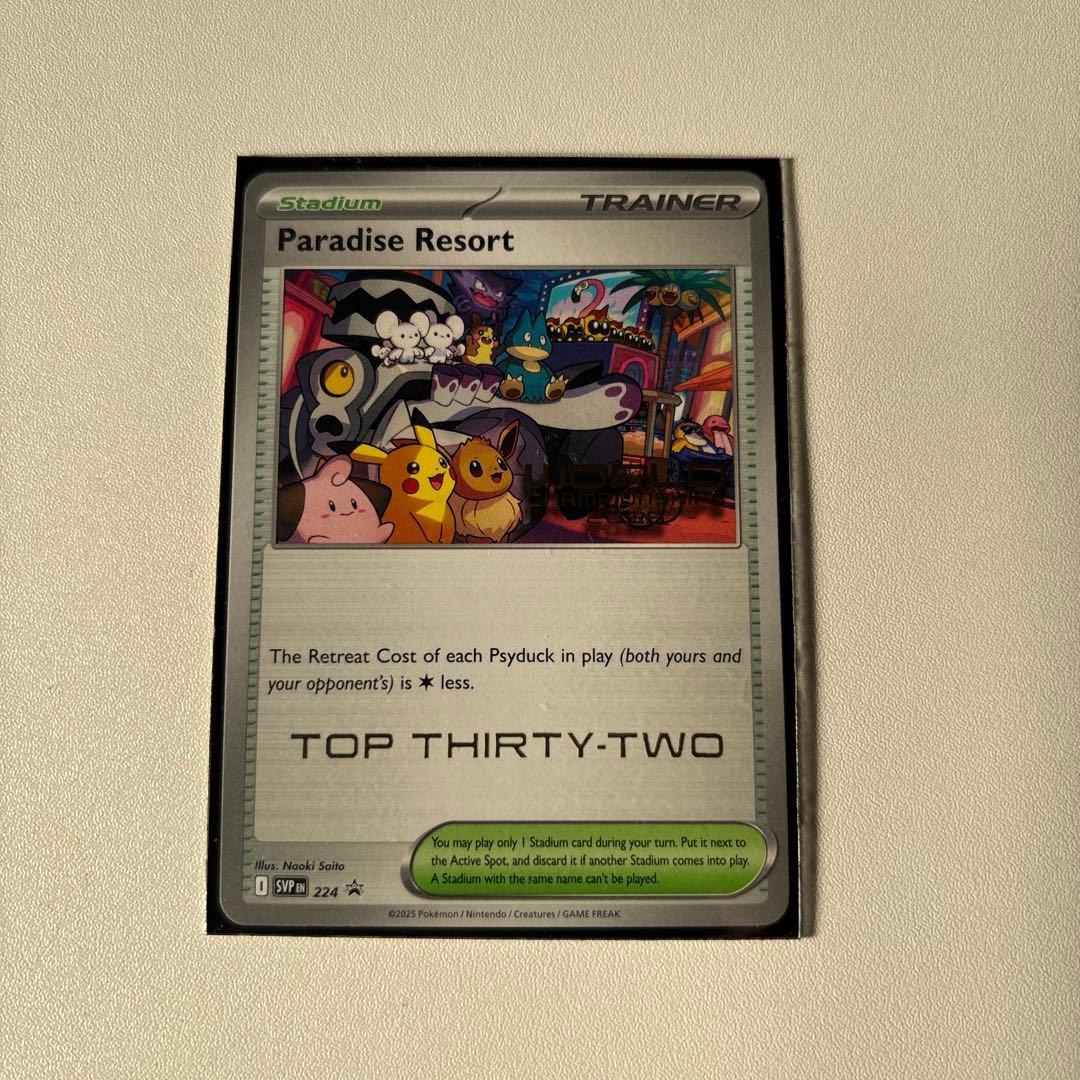 Stadium
TRAINER
Paradise Resort
WORLD
CHAMPIONSHIPS
The Retreat Cost of each Psyduck in play (both yours and
your opponent's) is less.
TOP THIRTY-TWO
You may play only 1 Stadium card during your turn. Put it next to
the Active Spot, and discard it if another Stadium comes into play.
A Stadium with the same name can't be played.
Illus. Naoki Saito
I SVP EN 224
©2025 Pokémon / Nintendo / Creatures / GAME FREAK